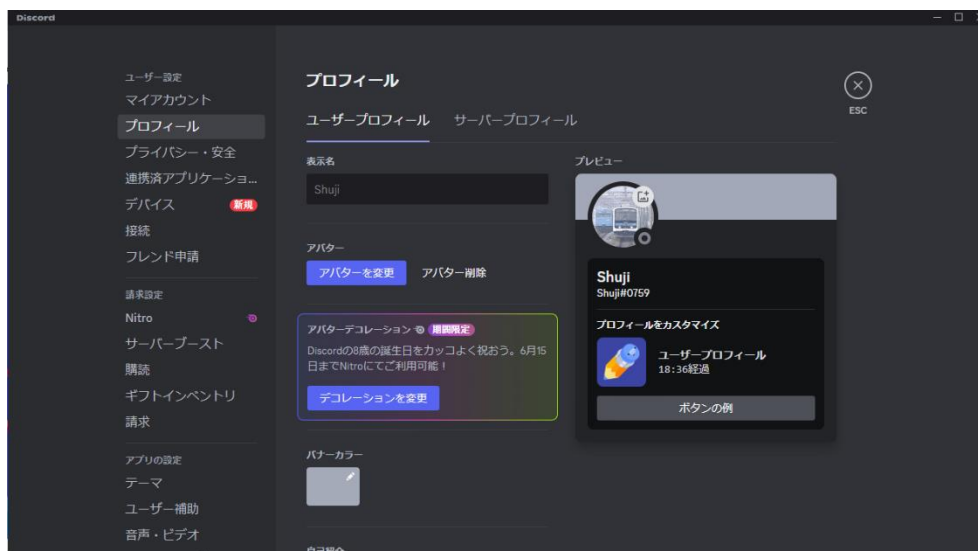 Discord
ユーザー設定
マイアカウント
プロフィール
プライバシー・安全
連携済アプリケーショ...
デバイス 新規
接続
フレンド申請
請求設定
Nitro
サーバーブースト
購読
ギフトインベントリ
請求
アプリの設定
テーマ
ユーザー補助
音声・ビデオ
プロフィール
ユーザープロフィール サーバープロフィール
表示名
Shuji
アバター
アバターを変更 アバター削除
アバターデコレーション 期間限定
Discordの8歳の誕生日をカッコよく祝おう。6月15
日までNitroにてご利用可能！
デコレーションを変更
バナーカラー
自己紹介
プレビュー
Shuji
Shuji#0759
プロフィールをカスタマイズ
ユーザープロフィール
18:36経過
ボタンの例
ESC